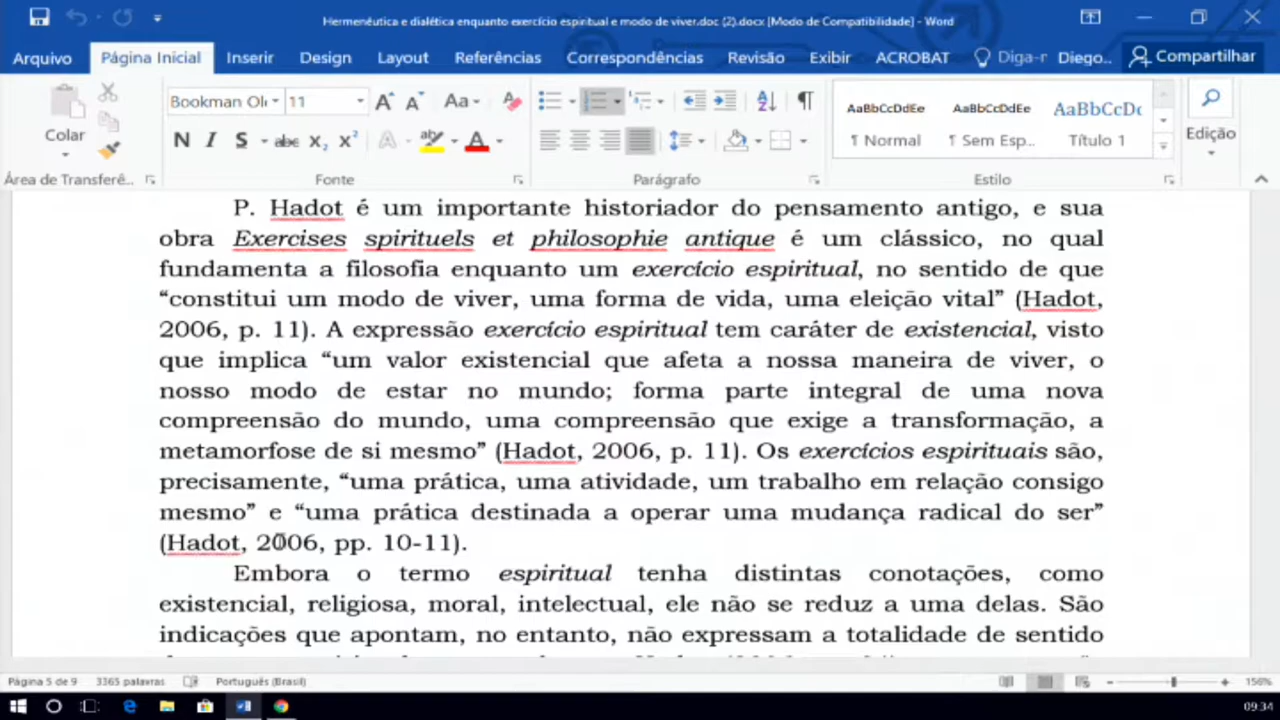 Hermenêutica e dialética enquanto exercício espiritual e modo de viver.doc (2).docx [Modo de Compatibilidade] - Word
Arquivo Página Inicial Inserir Design Layout Referências Correspondências Revisão Exibir ACROBAT Diga-r Diego.. Compartilhar
Bookman Ol 11
AaBbCcDdEe AaBbCcDdEe AaBbCcDc
Colar
¶ Normal ¶ Sem Esp... Título 1
Edição
Área de Transferê... Fonte Parágrafo Estilo
P. Hadot é um importante historiador do pensamento antigo, e sua
obra Exercises spirituels et philosophie antique é um clássico, no qual
fundamenta a filosofia enquanto um exercício espiritual, no sentido de que
“constitui um modo de viver, uma forma de vida, uma eleição vital” (Hadot,
2006, p. 11). A expressão exercício espiritual tem caráter de existencial, visto
que implica “um valor existencial que afeta a nossa maneira de viver, o
nosso modo de estar no mundo; forma parte integral de uma nova
compreensão do mundo, uma compreensão que exige a transformação, a
metamorfose de si mesmo” (Hadot, 2006, p. 11). Os exercícios espirituais são,
precisamente, “uma prática, uma atividade, um trabalho em relação consigo
mesmo” e “uma prática destinada a operar uma mudança radical do ser”
(Hadot, 2006, pp. 10-11).
Embora o termo espiritual tenha distintas conotações, como
existencial, religiosa, moral, intelectual, ele não se reduz a uma delas. São
indicações que apontam, no entanto, não expressam a totalidade de sentido
Página 5 de 9 3365 palavras Português (Brasil) 156%
09:34